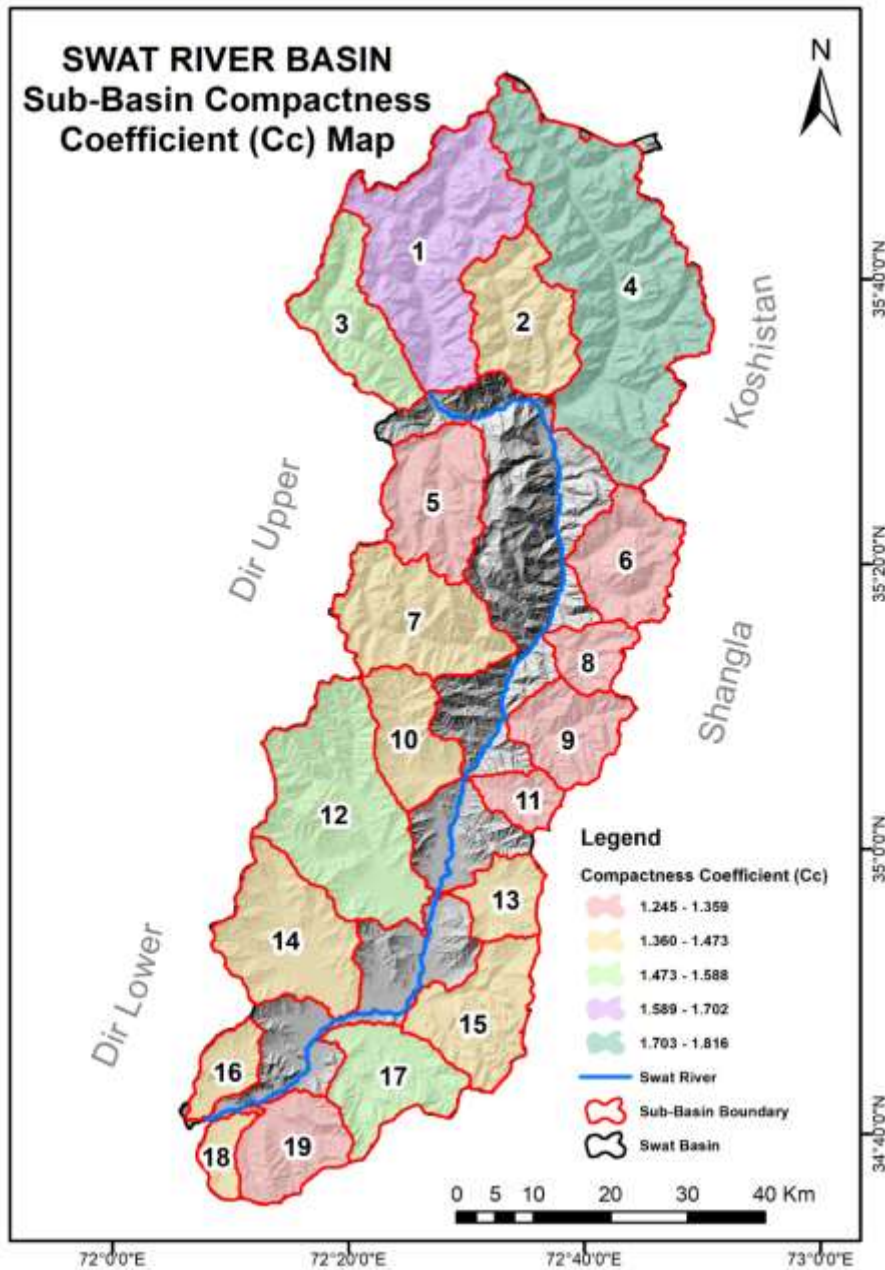 SWAT RIVER BASIN
Sub-Basin Compactness
Coefficient (Cc) Map
N
1
2
3
4
35°40'0"N
Koshistan
5
Dir Upper
6
35°20'0"N
7
8
Shangla
9
10
11
12
Legend
35°0'0"N
Compactness Coefficient (Cc)
13
1.245 - 1.359
14
1.360 - 1.473
Dir Lower
1.473 - 1.588
15
1.589 - 1.702
16
17
1.703 - 1.816
Swat River
Sub-Basin Boundary
34°40'0"N
18
19
Swat Basin
0 5 10 20 30 40 Km
72°0'0"E 72°20'0"E 72°40'0"E 73°0'0"E